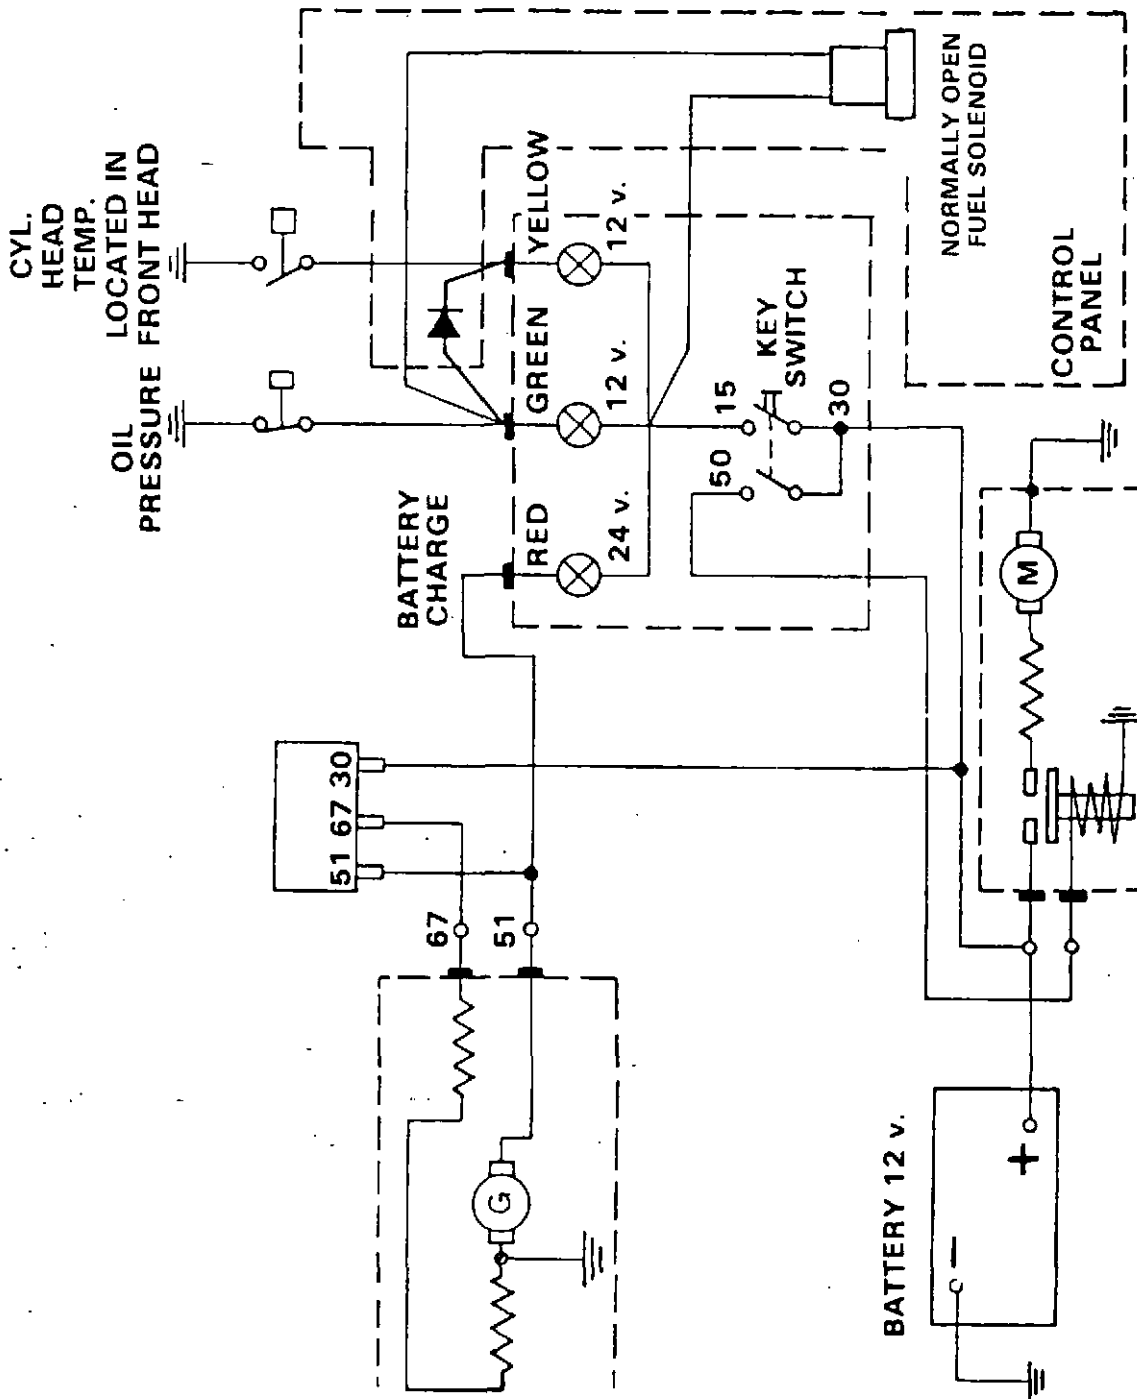 CYL.
HEAD
TEMP.
LOCATED IN
FRONT HEAD
OIL
PRESSURE
NORMALLY OPEN
FUEL SOLENOID
CONTROL
PANEL
YELLOW
12 v.
GREEN
12 v.
KEY
SWITCH
15
30
50
BATTERY
CHARGE
RED
24 v.
M
30
67
51
67
51
G
BATTERY 12 v.
+
-